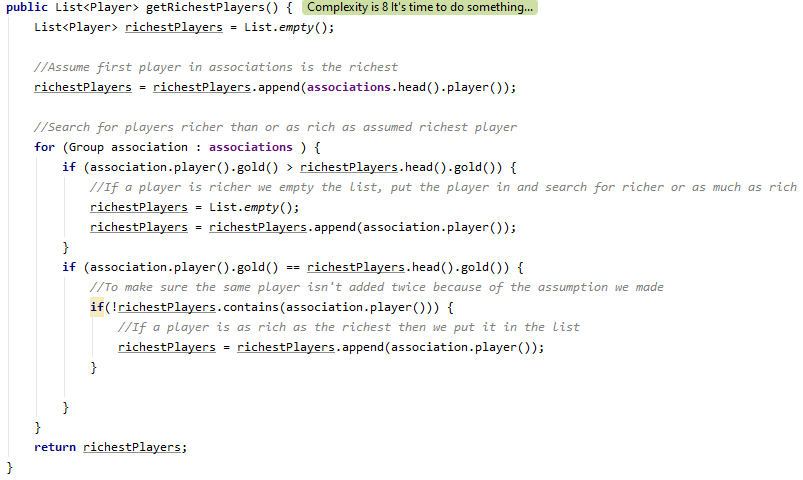 public List<Player> getRichestPlayers() { Complexity is 8 It's time to do something...
List<Player> richestPlayers = List.empty();
//Assume first player in associations is the richest
richestPlayers = richestPlayers.append(associations.head().player());
//Search for players richer than or as rich as assumed richest player
for (Group association : associations ) {
if (association.player().gold() > richestPlayers.head().gold()) {
//If a player is richer we empty the list, put the player in and search for richer or as much as rich
richestPlayers = List.empty();
richestPlayers = richestPlayers.append(association.player());
}
if (association.player().gold() == richestPlayers.head().gold()) {
//To make sure the same player isn't added twice because of the assumption we made
if(!richestPlayers.contains(association.player())) {
//If a player is as rich as the richest then we put it in the list
richestPlayers = richestPlayers.append(association.player());
}
}
}
return richestPlayers;
}